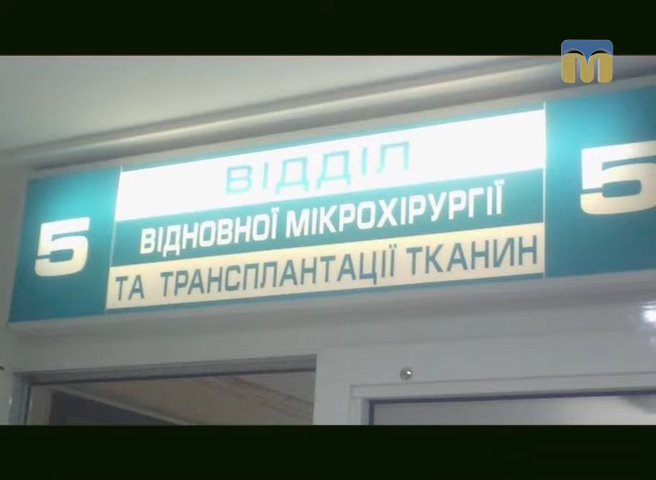 5
ВІДДІЛ
ВІДНОВНОЇ МІКРОХІРУРГІЇ
ТА ТРАНСПЛАНТАЦІЇ ТКАНИН
5
M